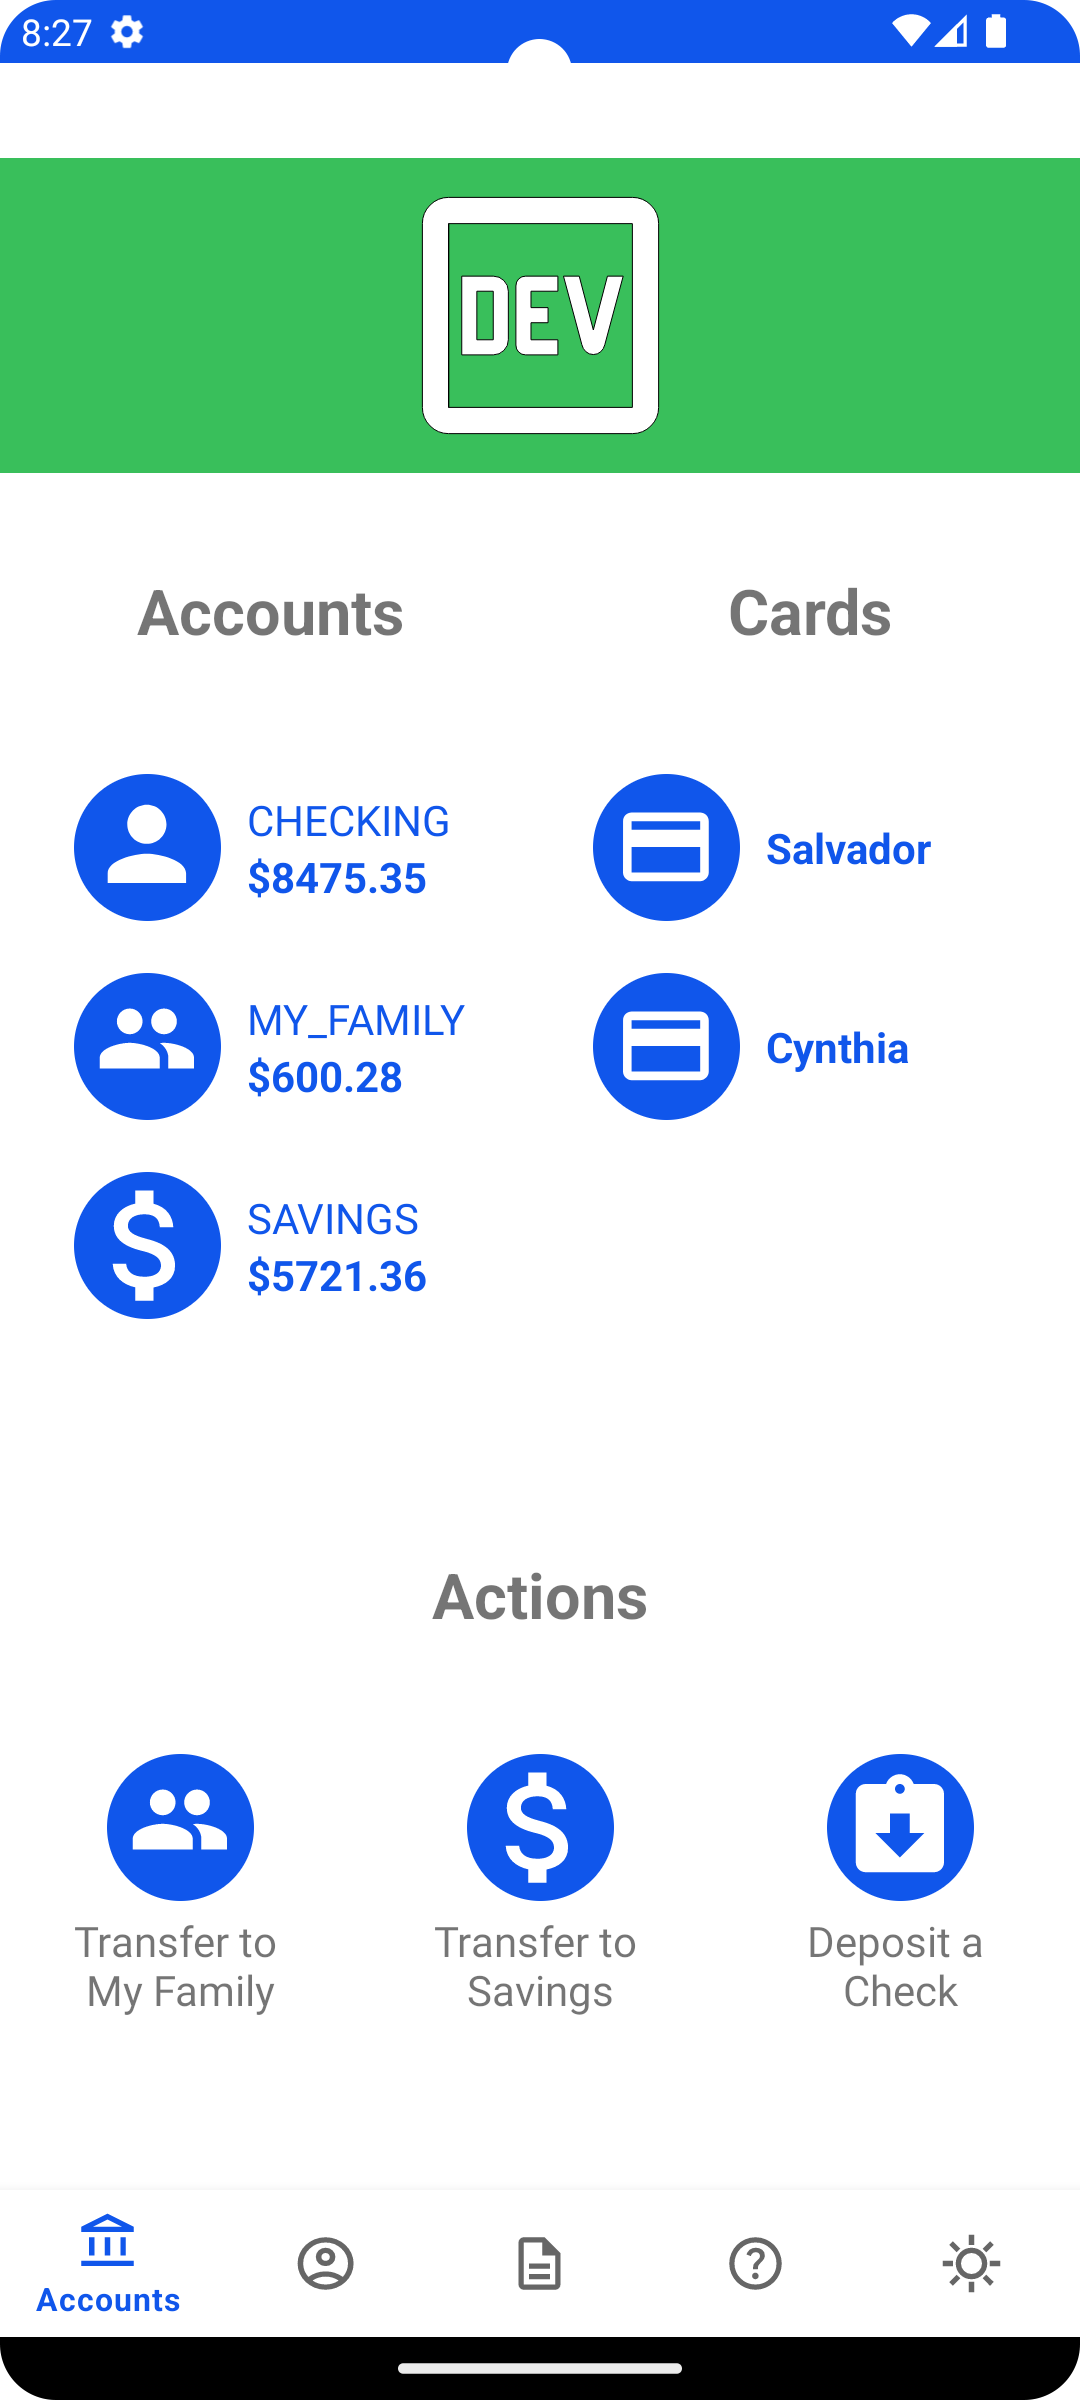 8:27
DEV
Accounts
Cards
CHECKING
$8475.35
Salvador
MY_FAMILY
$600.28
Cynthia
SAVINGS
$5721.36
Actions
Transfer to
My Family
Transfer to
Savings
Deposit a
Check
Accounts